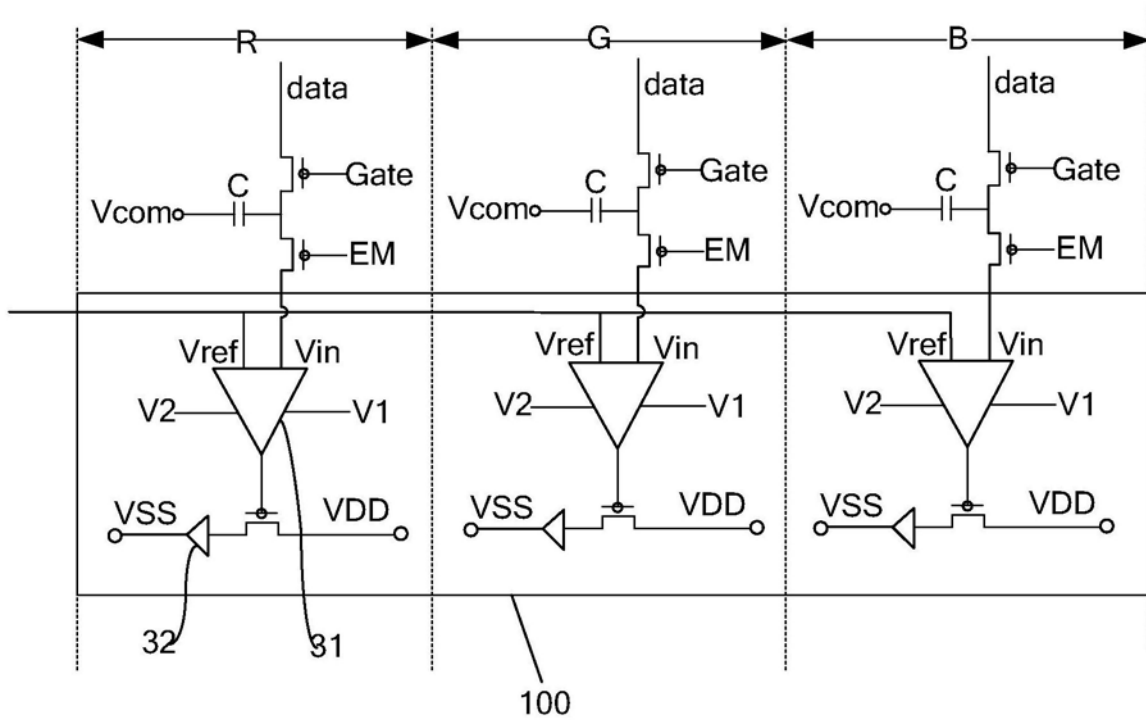 R G B
data data data
Gate Gate Gate
C C C
Vcom Vcom Vcom
EM EM EM
Vref Vin Vref Vin Vref Vin
V2 V1 V2 V1 V2 V1
VSS VDD VSS VDD VSS VDD
32 31
100